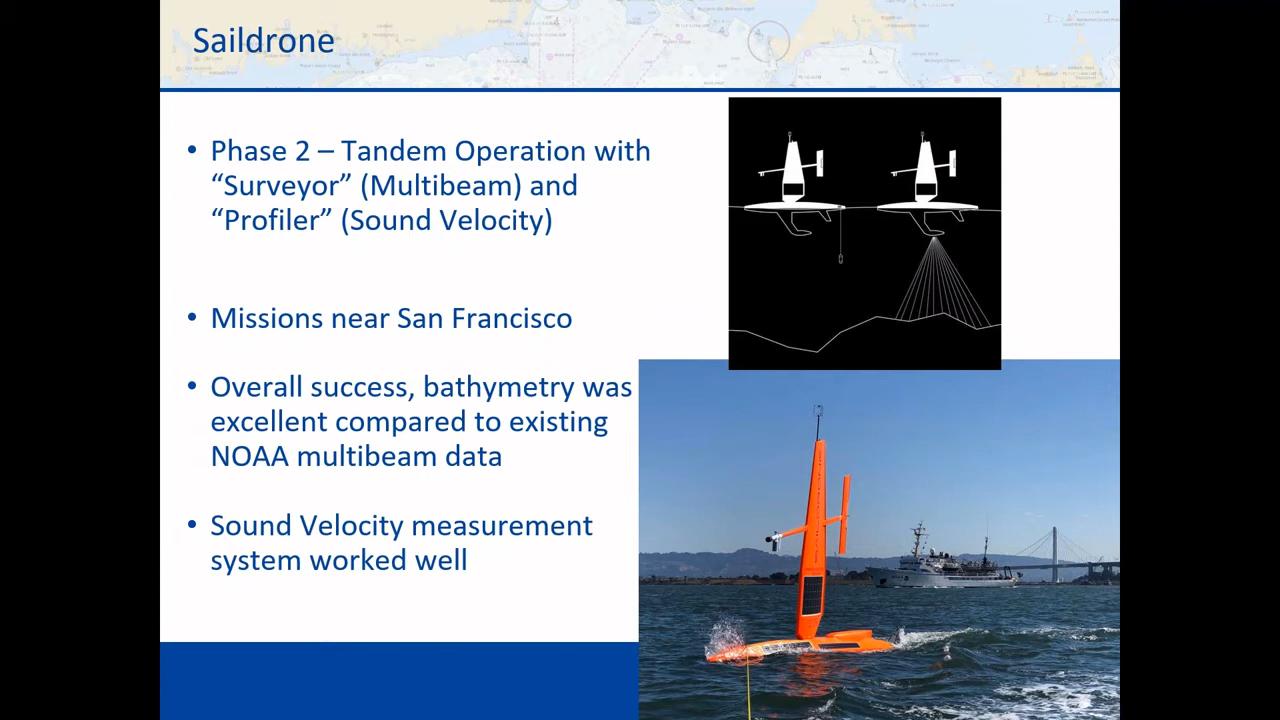 Saildrone
• Phase 2 – Tandem Operation with
“Surveyor” (Multibeam) and
“Profiler” (Sound Velocity)
• Missions near San Francisco
• Overall success, bathymetry was
excellent compared to existing
NOAA multibeam data
• Sound Velocity measurement
system worked well